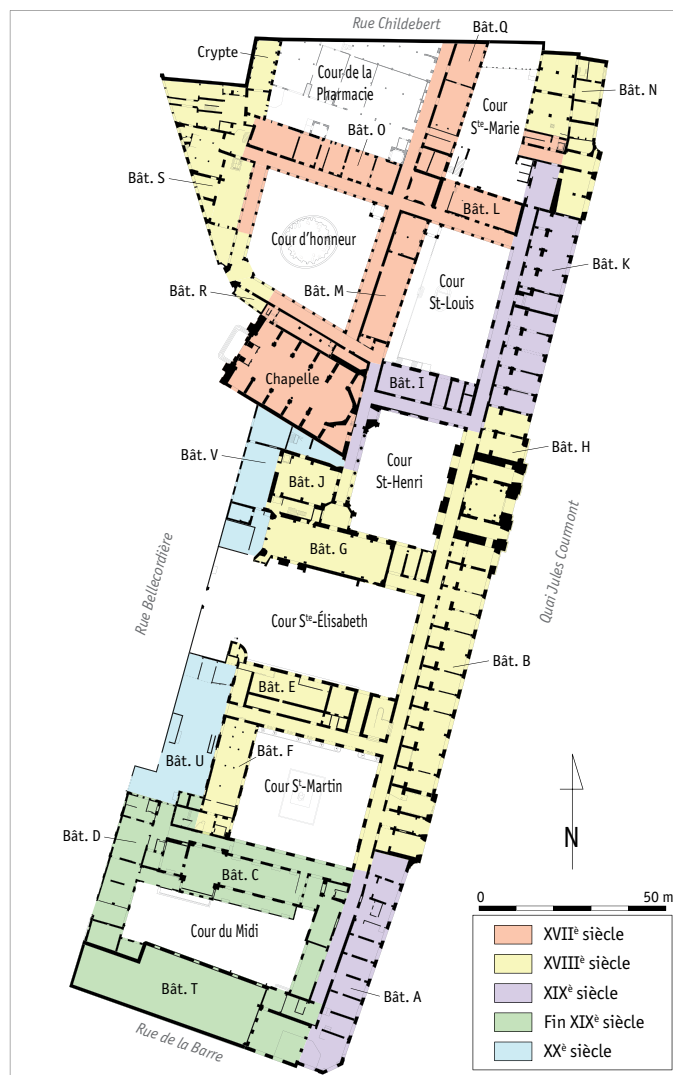 Rue Childebert
Bât. Q
Crypte
Cour de la
Pharmacie
Bât. N
Cour
Sᵗᵉ-Marie
Bât. O
Bât. S
Bât. L
Cour d'honneur
Bât. K
Bât. R
Bât. M
Cour
St-Louis
Chapelle
Bât. I
Bât. H
Bât. V
Cour
St-Henri
Bât. J
Bât. G
Quai Jules Courmont
Rue Bellecordière
Cour Sᵗᵉ-Élisabeth
Bât. B
Bât. E
Bât. F
Bât. U
Cour Sᵗ-Martin
N
Bât. D
Bât. C
Cour du Midi
Bât. T
Bât. A
Rue de la Barre
0 50 m
XVIIᵉ̀ siècle
XVIIIᵉ̀ siècle
XIXᵉ̀ siècle
Fin XIXᵉ̀ siècle
XXᵉ̀ siècle